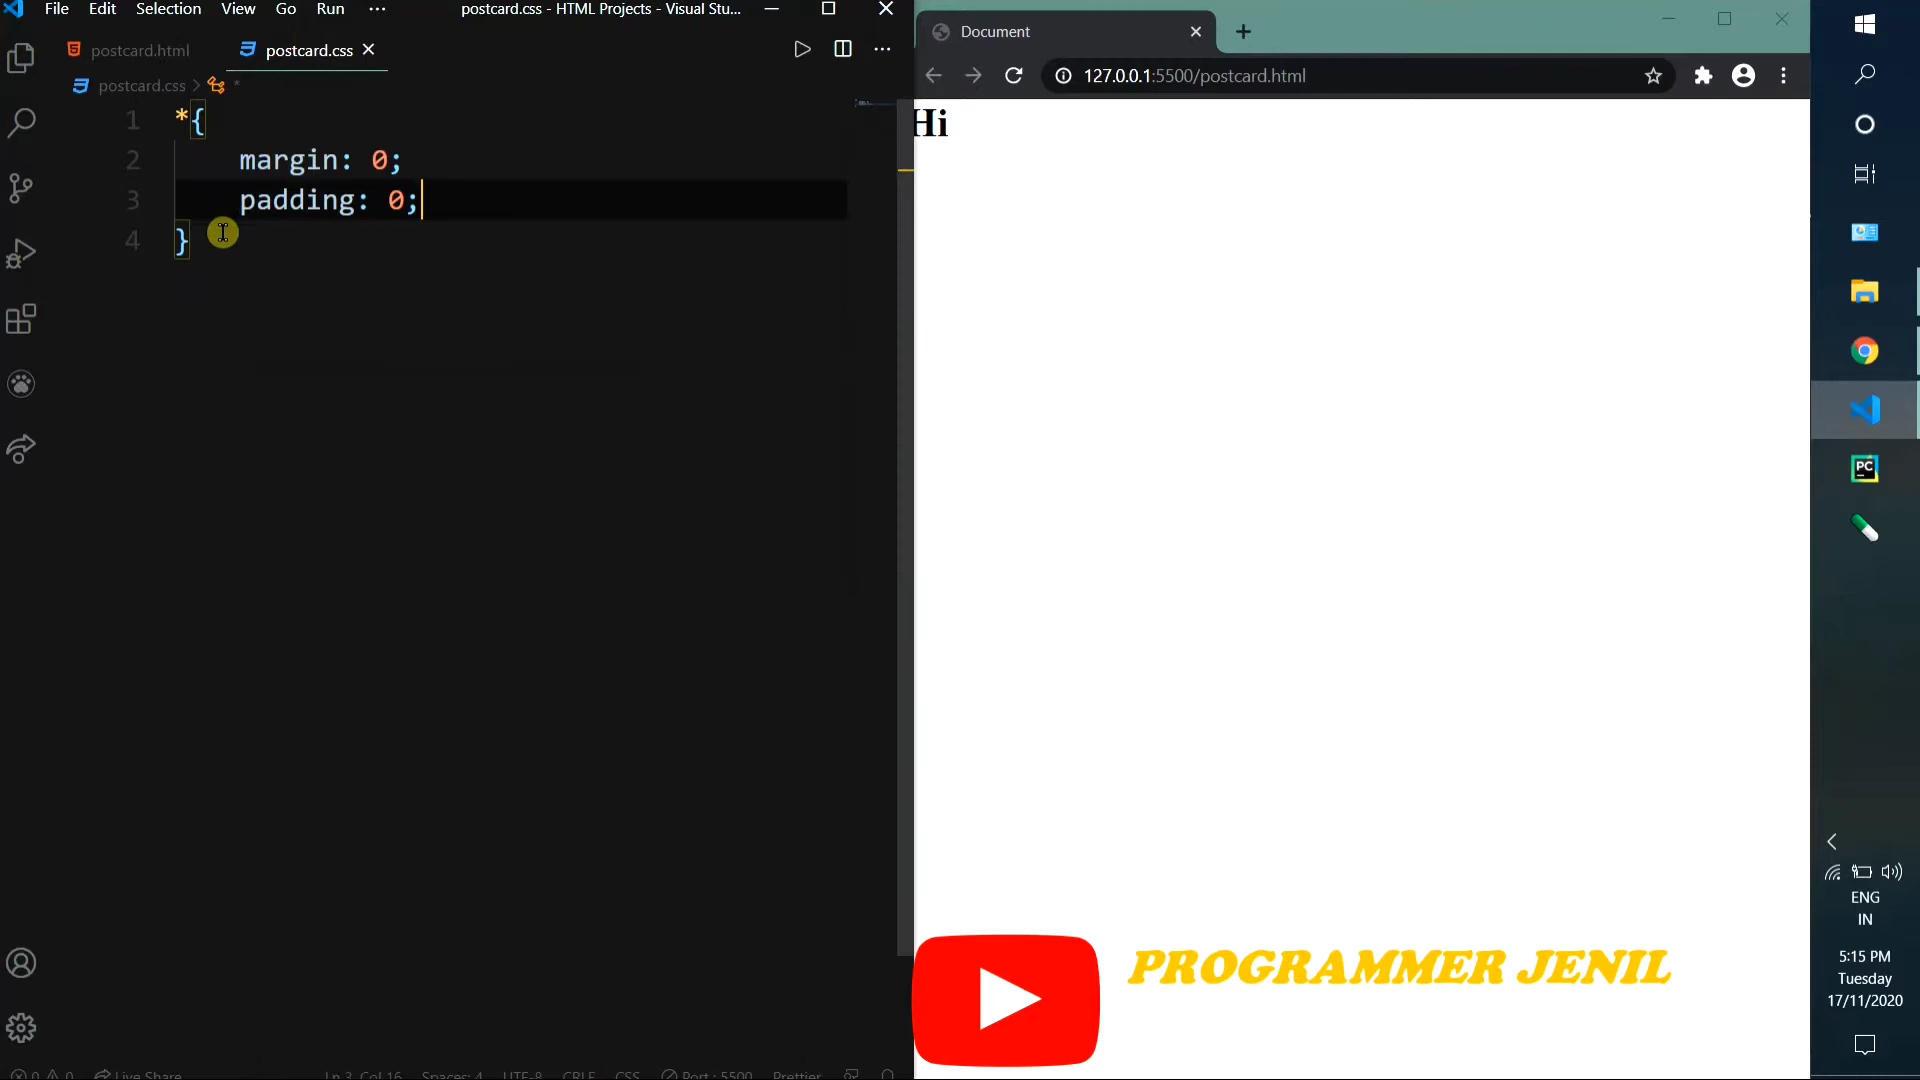 File Edit Selection View Go Run ··· postcard.css - HTML Projects - Visual Stu...
postcard.html postcard.css
postcard.css > *
1 *{
2 margin: 0;
3 padding: 0;
4 }
0 0 Live Share Ln 3, Col 16 Spaces: 4 UTF-8 CRLF CSS Port : 5500 Prettier
Document
127.0.0.1:5500/postcard.html
Hi
PROGRAMMER JENIL
PC
ENG
IN
5:15 PM
Tuesday
17/11/2020